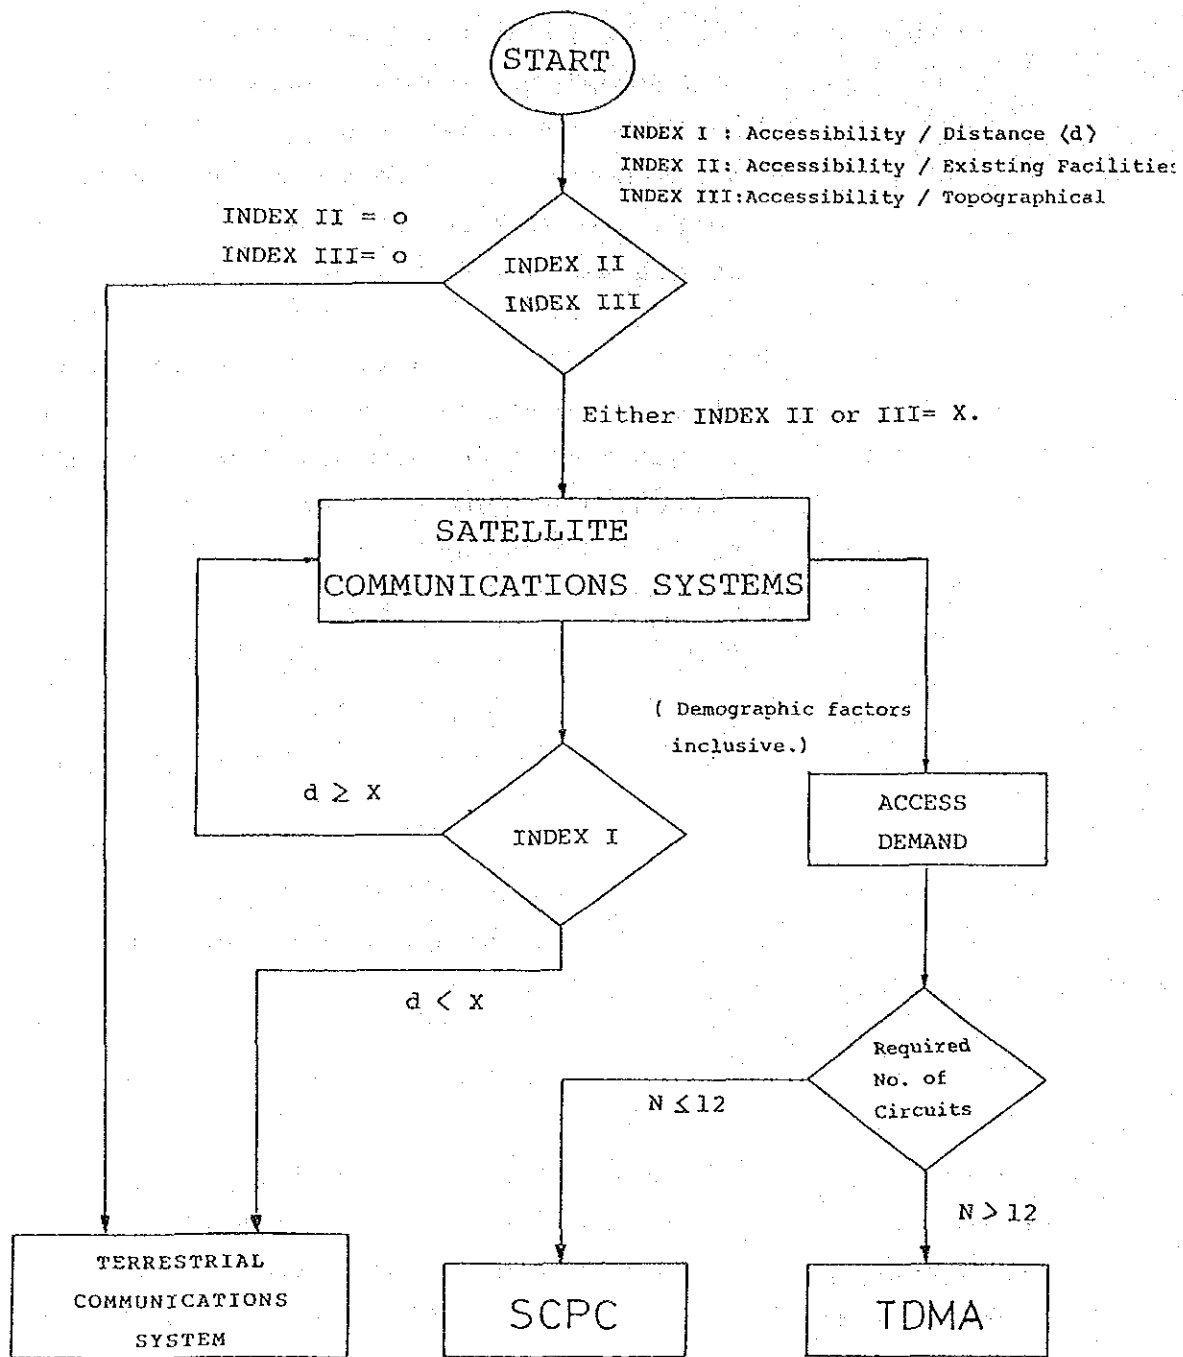 START
INDEX I : Accessibility / Distance (d)
INDEX II: Accessibility / Existing Facilities
INDEX III:Accessibility / Topographical
INDEX II = o
INDEX III= o
INDEX II
INDEX III
Either INDEX II or III= X.
SATELLITE
COMMUNICATIONS SYSTEMS
( Demographic factors
inclusive.)
d ≥ X
INDEX I
ACCESS
DEMAND
d < X
Required
No. of
Circuits
N ≤ 12
N > 12
TERRESTRIAL
COMMUNICATIONS
SYSTEM
SCPC
TDMA